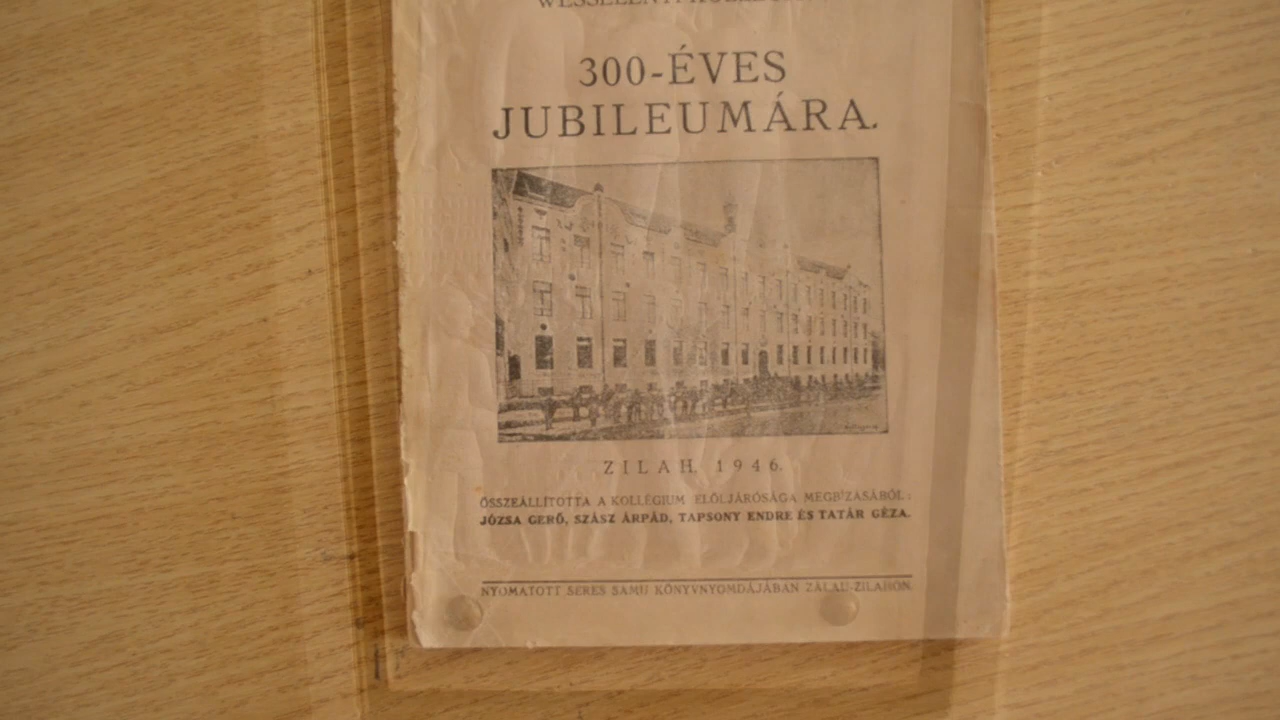 300-ÉVES
JUBILEUMÁRA.
ZILAH, 1946.
ÖSSZEÁLLÍTOTTA A KOLLÉGIUM ELŐLJÁRÓSÁGA MEGBÍZÁSÁBÓL:
JÓZSA GERŐ, SZÁSZ ÁRPÁD, TAPSONY ENDRE ÉS TATÁR GÉZA.
NYOMATOTT SERES SAMU KÖNYVNYOMDÁJÁBAN ZALAU-ZILAHON.